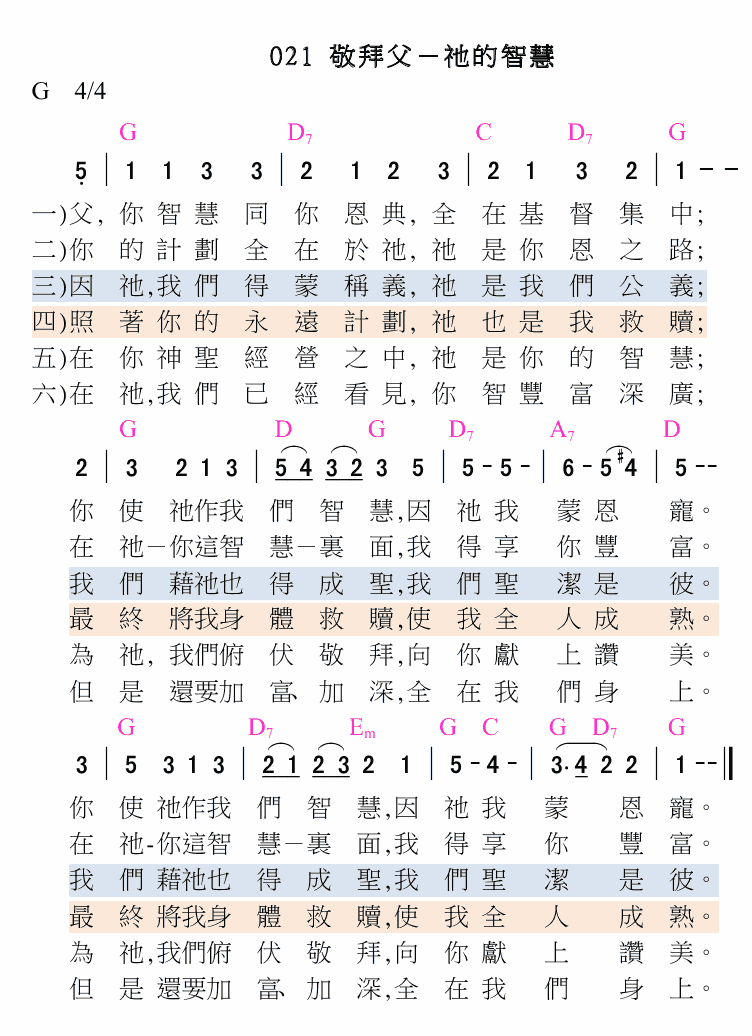 021 敬拜父－祂的智慧
G 4/4
G D7 C D7 G
5̣ | 1 1 3 3 | 2 1 2 3 | 2 1 3 2 | 1 - -
一)父, 你智慧同你恩典, 全在基督集中;
二)你的計劃全在於祂, 祂是你恩之路;
三)因祂,我們得蒙稱義, 祂是我們公義;
四)照著你的永遠計劃, 祂也是我救贖;
五)在你神聖經營之中, 祂是你的智慧;
六)在祂,我們已經看見, 你智豐富深廣;
G D G D7 A7 D
2 | 3 2 1 3 | 5 4 3 2 3 5 | 5 - 5 - | 6 - 5 #4 | 5 - -
你使祂作我們智慧,因祂我蒙恩寵。
在祂－你這智慧－裏面,我得享你豐富。
我們藉祂也得成聖,我們聖潔是彼。
最終將我身體救贖,使我全人成熟。
為祂, 我們俯伏敬拜,向你獻上讚美。
但是還要加富、加深,全在我們身上。
G D7 Em G C G D7 G
3 | 5 3 1 3 | 2 1 2 3 2 1 | 5 - 4 - | 3. 4 2 2 | 1 - - ‖
你使祂作我們智慧,因祂我蒙恩寵。
在祂-你這智慧－裏面,我得享你豐富。
我們藉祂也得成聖,我們聖潔是彼。
最終將我身體救贖,使我全人成熟。
為祂,我們俯伏敬拜,向你獻上讚美。
但是還要加富、加深,全在我們身上。